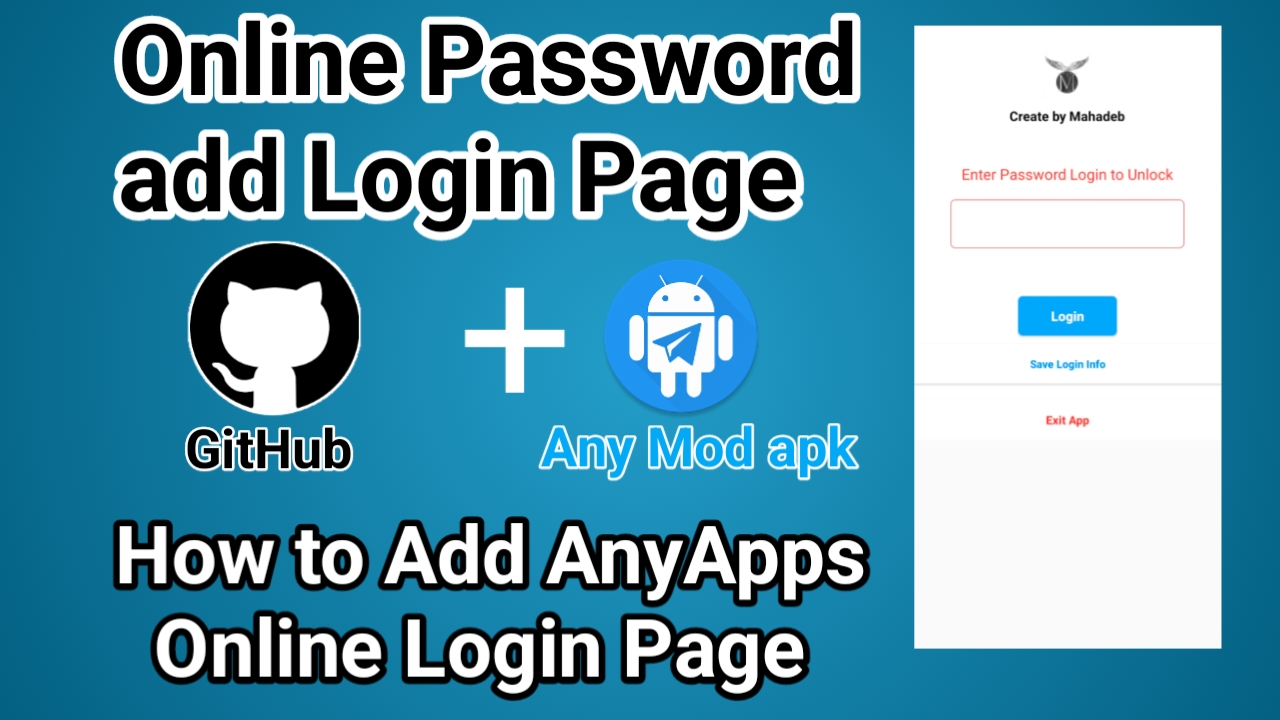 Online Password
add Login Page
GitHub
Any Mod apk
How to Add AnyApps
Online Login Page
M
Create by Mahadeb
Enter Password Login to Unlock
Login
Save Login Info
Exit App